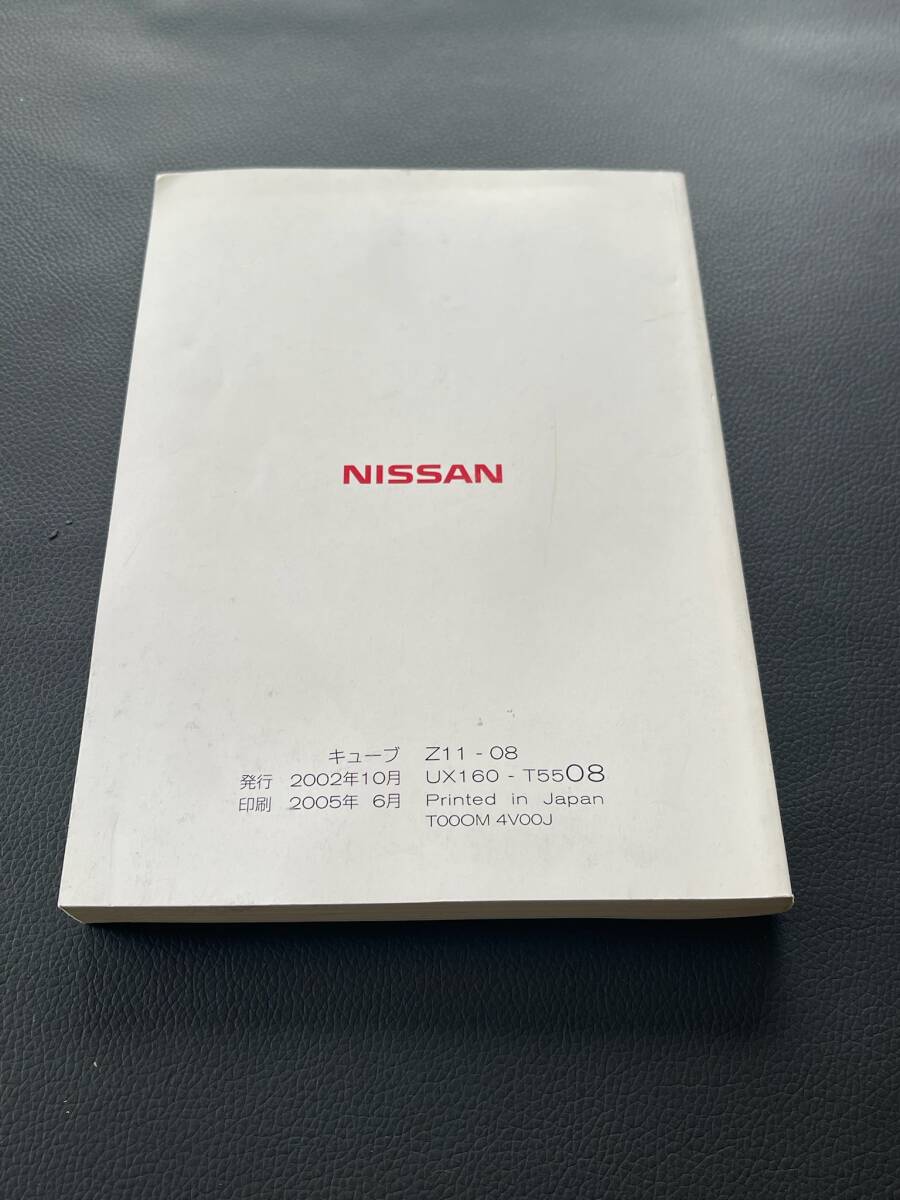 NISSAN
キューブ Z11 - 08
発行 2002年10月 UX160 - T5508
印刷 2005年 6月 Printed in Japan
T00OM 4V00J